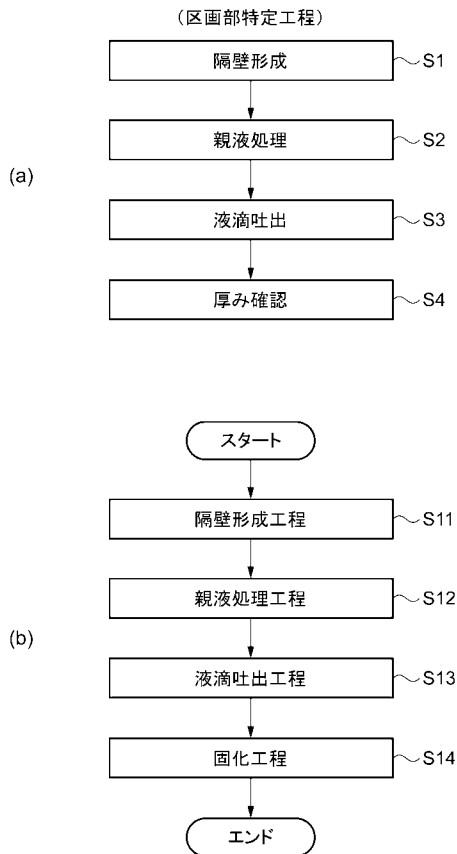 (区画部特定工程)
隔壁形成 S1
親液処理 S2
(a)
液滴吐出 S3
厚み確認 S4
スタート
隔壁形成工程 S11
親液処理工程 S12
(b)
液滴吐出工程 S13
固化工程 S14
エンド